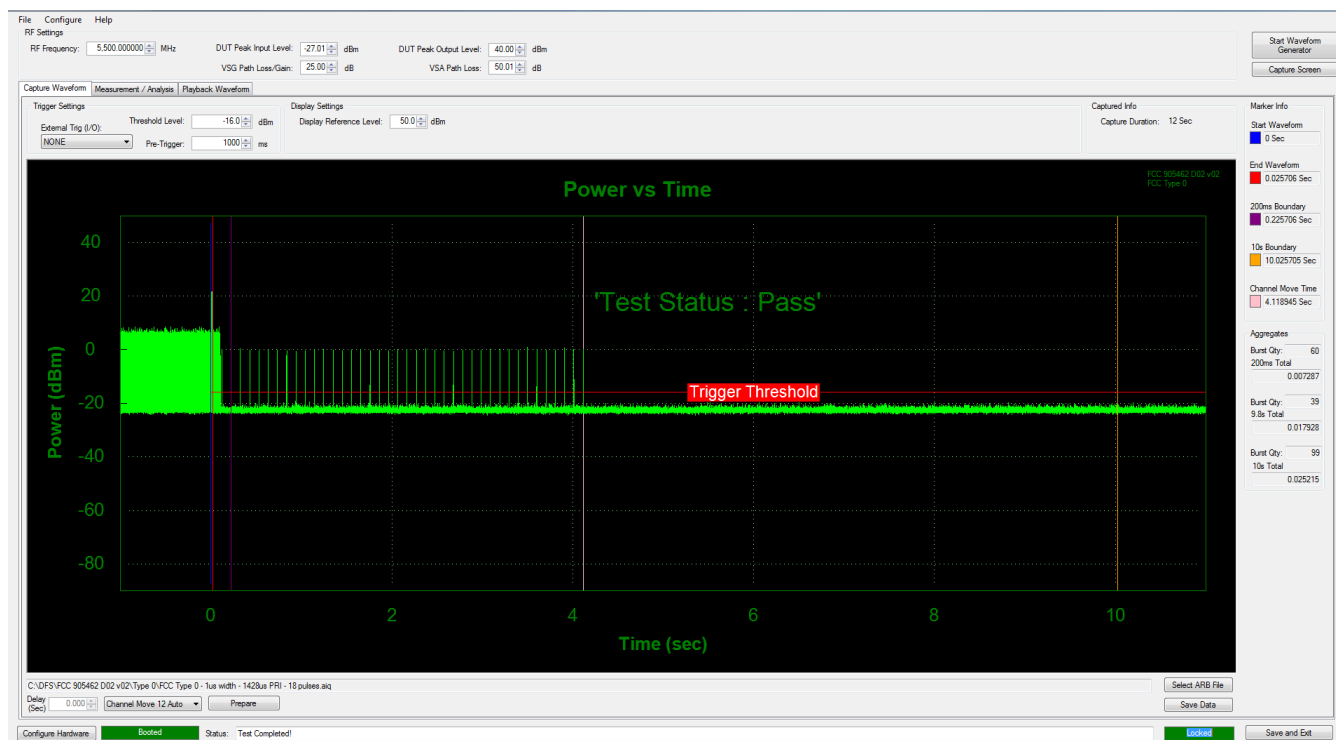 File Configure Help
RF Settings
RF Frequency: 5,500.000000 MHz DUT Peak Input Level: -27.01 dBm DUT Peak Output Level: 40.00 dBm
VSG Path Loss/Gain: 25.00 dB VSA Path Loss: 50.01 dB
Start Waveform Generator
Capture Screen
Capture Waveform Measurement / Analysis Playback Waveform
Trigger Settings
External Trig (I/O):
NONE
Threshold Level: -16.0 dBm
Pre-Trigger: 1000 ms
Display Settings
Display Reference Level: 50.0 dBm
Captured Info
Capture Duration: 12 Sec
Marker Info
Start Waveform
0 Sec
End Waveform
0.025706 Sec
200ms Boundary
0.225706 Sec
10s Boundary
10.025705 Sec
Channel Move Time
4.118945 Sec
Aggregates
Burst Qty: 60
200ms Total
0.007287
Burst Qty: 39
9.8s Total
0.017928
Burst Qty: 99
10s Total
0.025215
Power vs Time
FCC 905462 D02 v02
FCC Type 0
'Test Status : Pass'
Trigger Threshold
Power (dBm)
40
20
0
-20
-40
-60
-80
0 2 4 6 8 10
Time (sec)
C:\DFS\FCC 905462 D02 v02\Type 0\FCC Type 0 - 1us width - 1428us PRI - 18 pulses.aiq
Select ARB File
Delay (Sec) 0.000 Channel Move 12 Auto Prepare
Save Data
Configure Hardware Booted Status: Test Completed! Locked Save and Exit